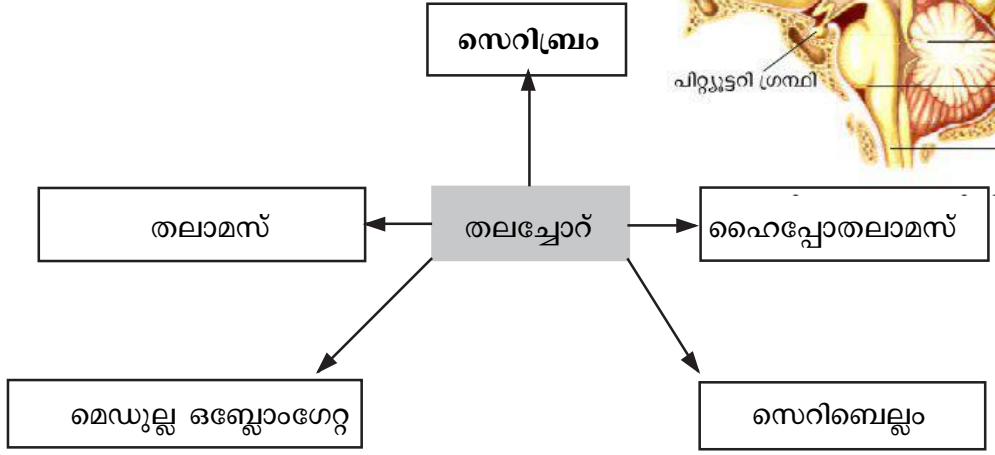 സെറിബ്രം
പിറ്റ്യൂട്ടറി ഗ്രന്ഥി
തലാമസ്
തലച്ചോറ്
ഹൈപ്പോതലാമസ്
മെഡുല്ല ഒബ്ലോംഗേറ്റ
സെറിബെല്ലം